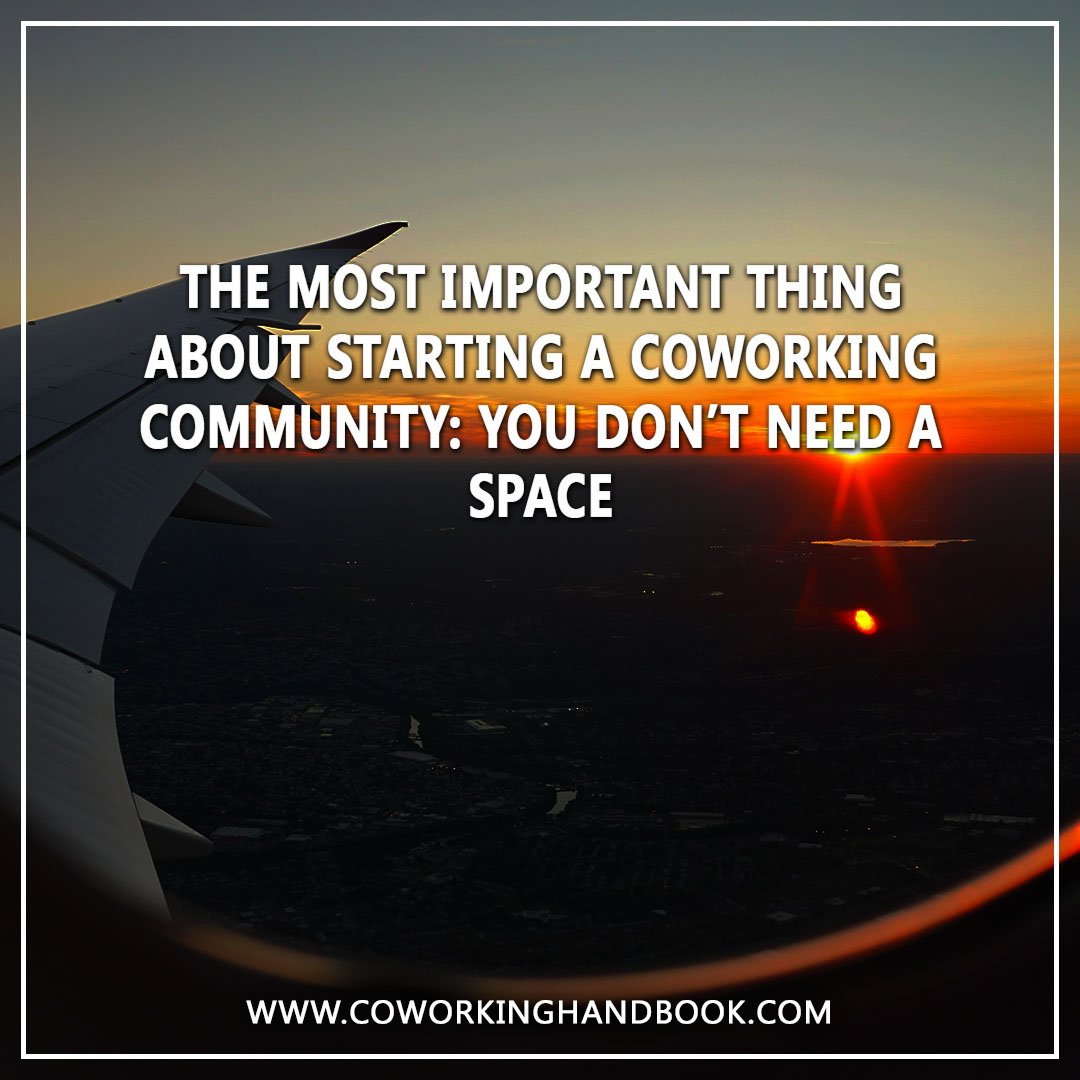 THE MOST IMPORTANT THING
ABOUT STARTING A COWORKING
COMMUNITY: YOU DON’T NEED A
SPACE
WWW.COWORKINGHANDBOOK.COM